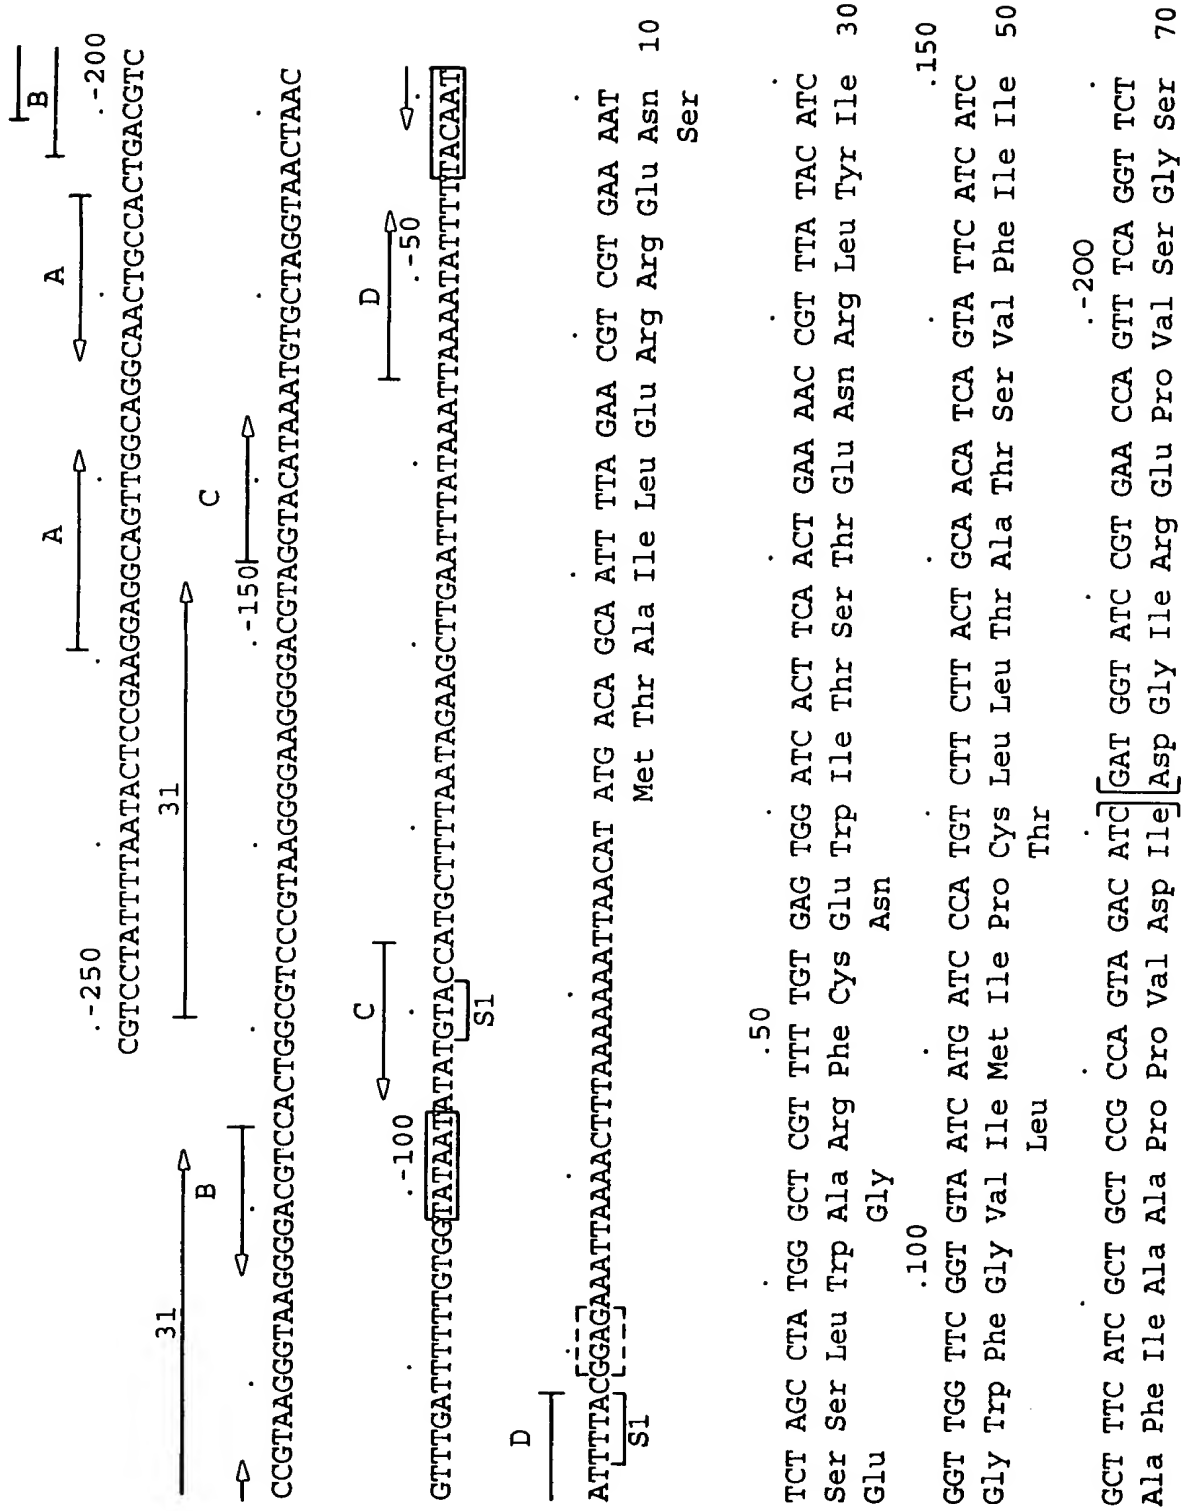 B
A A
.-250 .-200
CGTCCTATTTTAATACTCCGAAGGAGGCAGTTGGCAGGCAACTGCCACTGACGTC
31 31
B -150 C
CCGTAAGGGTAAGGGGACGTCCACTGGCGTCCCGTAAGGGGAAGGGGACGTAGGTACATAAATGTGCTAGGTAACTAAC
C D
.-100 .-50
GTTTGATTTTTTGTGGTATAATATATGTACCATGCTTTTAATAGAAGCTTGAATTTATAAATTAAAATATTTTTACAAT
S1
D
ATTTTACGGAGAAATTAAACTTTAAAAAAATTAACAT ATG ACA GCA ATT TTA GAA CGT CGT GAA AAT
S1 Met Thr Ala Ile Leu Glu Arg Arg Glu Asn 10
Ser
.50
TCT AGC CTA TGG GCT CGT TTT TGT GAG TGG ATC ACT TCA ACT GAA AAC CGT TTA TAC ATC
Ser Ser Leu Trp Ala Arg Phe Cys Glu Trp Ile Thr Ser Thr Glu Asn Arg Leu Tyr Ile 30
Glu Gly Asn
.100 .150
GGT TGG TTC GGT GTA ATC ATG ATC CCA TGT CTT CTT ACT GCA ACA TCA GTA TTC ATC ATC
Gly Trp Phe Gly Val Ile Met Ile Pro Cys Leu Leu Thr Ala Thr Ser Val Phe Ile Ile 50
Leu Thr
.-200
GCT TTC ATC GCT GCT CCG CCA GTA GAC ATC GAT GGT ATC CGT GAA CCA GTT TCA GGT TCT
Ala Phe Ile Ala Ala Pro Pro Val Asp Ile Asp Gly Ile Arg Glu Pro Val Ser Gly Ser 70